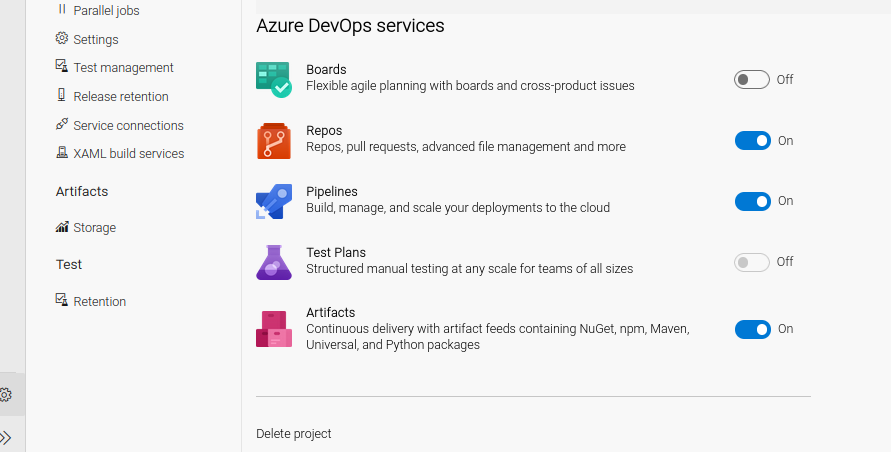 Parallel jobs
Settings
Test management
Release retention
Service connections
XAML build services
Artifacts
Storage
Test
Retention
Azure DevOps services
Boards
Flexible agile planning with boards and cross-product issues
Off
Repos
Repos, pull requests, advanced file management and more
On
Pipelines
Build, manage, and scale your deployments to the cloud
On
Test Plans
Structured manual testing at any scale for teams of all sizes
Off
Artifacts
Continuous delivery with artifact feeds containing NuGet, npm, Maven,
Universal, and Python packages
On
Delete project